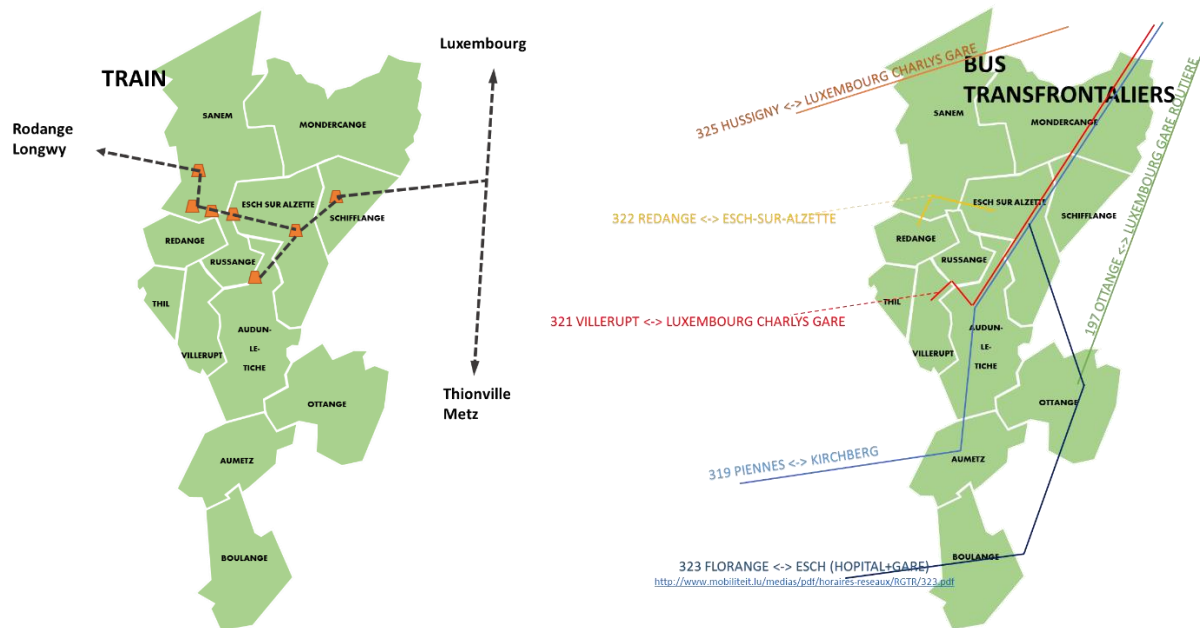 TRAIN
Luxembourg
Rodange
Longwy
SANEM
MONDERCANGE
ESCH SUR ALZETTE
SCHIFFLANGE
REDANGE
RUSSANGE
THIL
VILLERUPT
AUDUN-
LE-
TICHE
OTTANGE
Thionville
Metz
AUMETZ
BOULANGE
BUS
TRANSFRONTALIERS
325 HUSSIGNY <-> LUXEMBOURG CHARLYS GARE
SANEM
MONDERCANGE
197 OTTANGE <-> LUXEMBOURG GARE ROUTIERE
322 REDANGE <-> ESCH-SUR-ALZETTE
ESCH SUR ALZETTE
SCHIFFLANGE
REDANGE
RUSSANGE
THIL
321 VILLERUPT <-> LUXEMBOURG CHARLYS GARE
VILLERUPT
AUDUN-
LE-
TICHE
OTTANGE
319 PIENNES <-> KIRCHBERG
AUMETZ
BOULANGE
323 FLORANGE <-> ESCH (HOPITAL+GARE)
http://www.mobiliteit.lu/medias/pdf/horaires-reseaux/RGTR/323.pdf